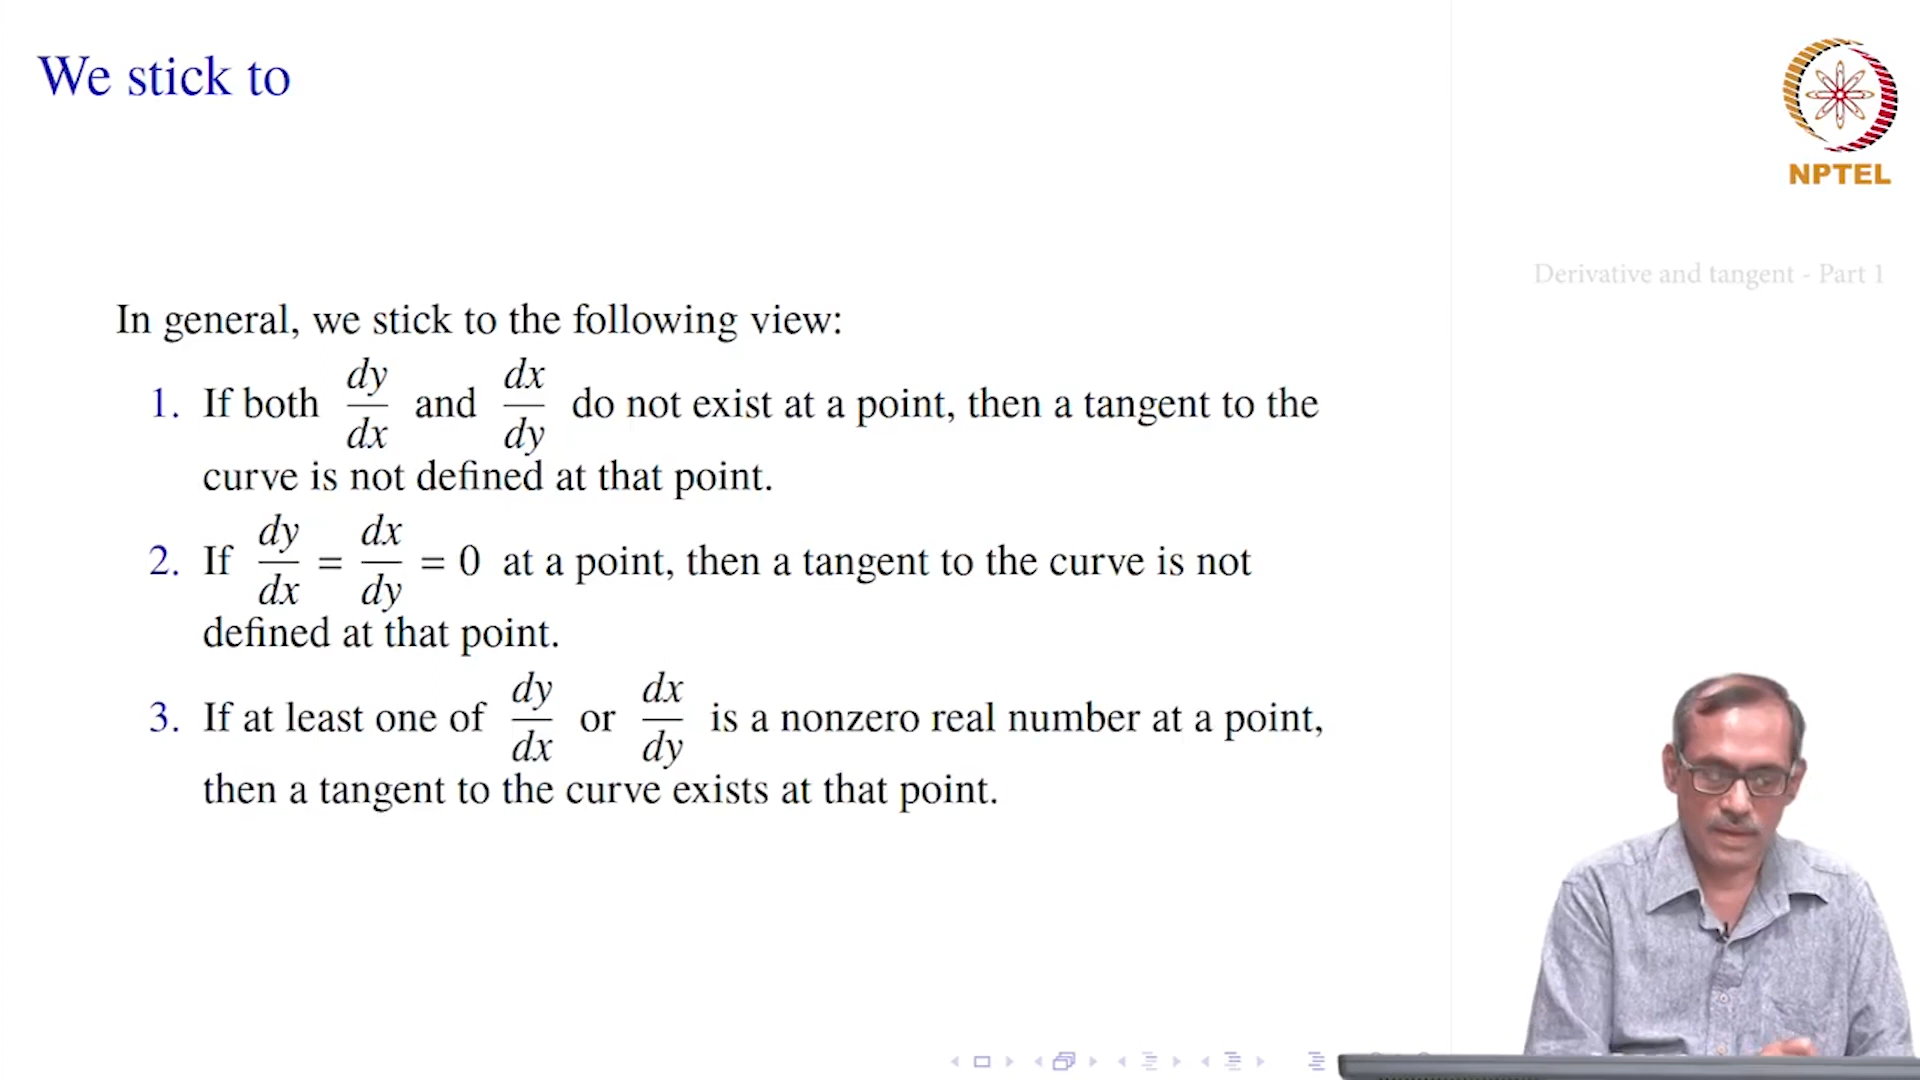 We stick to
NPTEL
Derivative and tangent - Part 1
In general, we stick to the following view:
1. If both dy/dx and dx/dy do not exist at a point, then a tangent to the
curve is not defined at that point.
2. If dy/dx = dx/dy = 0 at a point, then a tangent to the curve is not
defined at that point.
3. If at least one of dy/dx or dx/dy is a nonzero real number at a point,
then a tangent to the curve exists at that point.